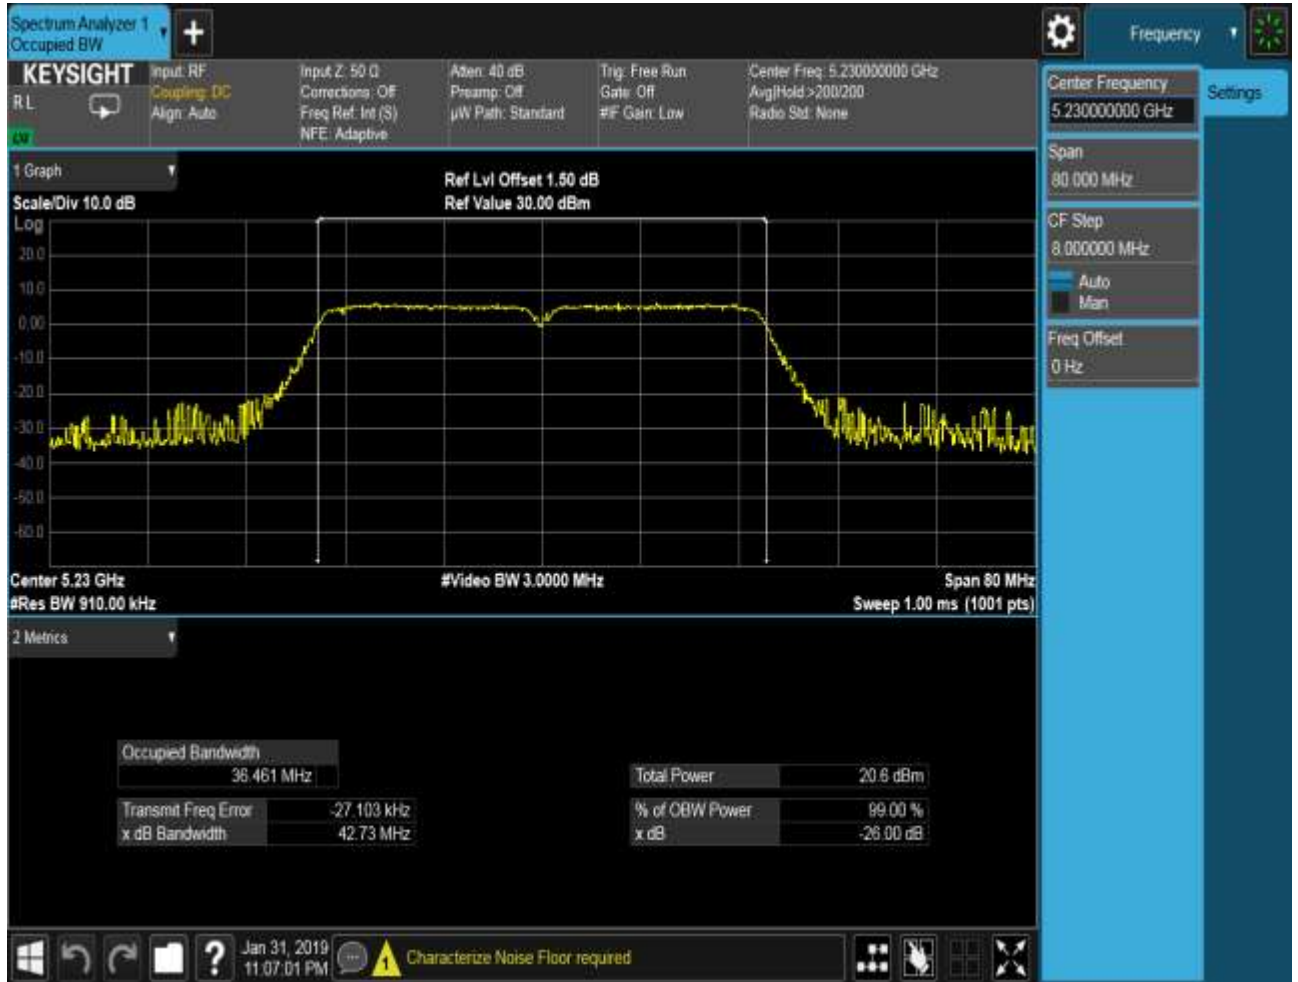 Spectrum Analyzer 1
Occupied BW
+
Frequency
KEYSIGHT
R L
Input: RF
Coupling: DC
Align: Auto
Input Z: 50 Ω
Corrections: Off
Freq Ref: Int (S)
NFE: Adaptive
Atten: 40 dB
Preamp: Off
µW Path: Standard
Trig: Free Run
Gate: Off
#IF Gain: Low
Center Freq: 5.230000000 GHz
Avg|Hold:>200/200
Radio Std: None
Center Frequency
5.230000000 GHz
Settings
Span
80.000 MHz
CF Step
8.000000 MHz
Auto
Man
Freq Offset
0 Hz
1 Graph
Ref Lvl Offset 1.50 dB
Scale/Div 10.0 dB
Ref Value 30.00 dBm
Log
20.0
10.0
0.00
-10.0
-20.0
-30.0
-40.0
-50.0
-60.0
Center 5.23 GHz
#Video BW 3.0000 MHz
Span 80 MHz
#Res BW 910.00 kHz
Sweep 1.00 ms (1001 pts)
2 Metrics
Occupied Bandwidth
36.461 MHz
Total Power
20.6 dBm
Transmit Freq Error
-27.103 kHz
% of OBW Power
99.00 %
x dB Bandwidth
42.73 MHz
x dB
-26.00 dB
?
Jan 31, 2019
11:07:01 PM
1
Characterize Noise Floor required